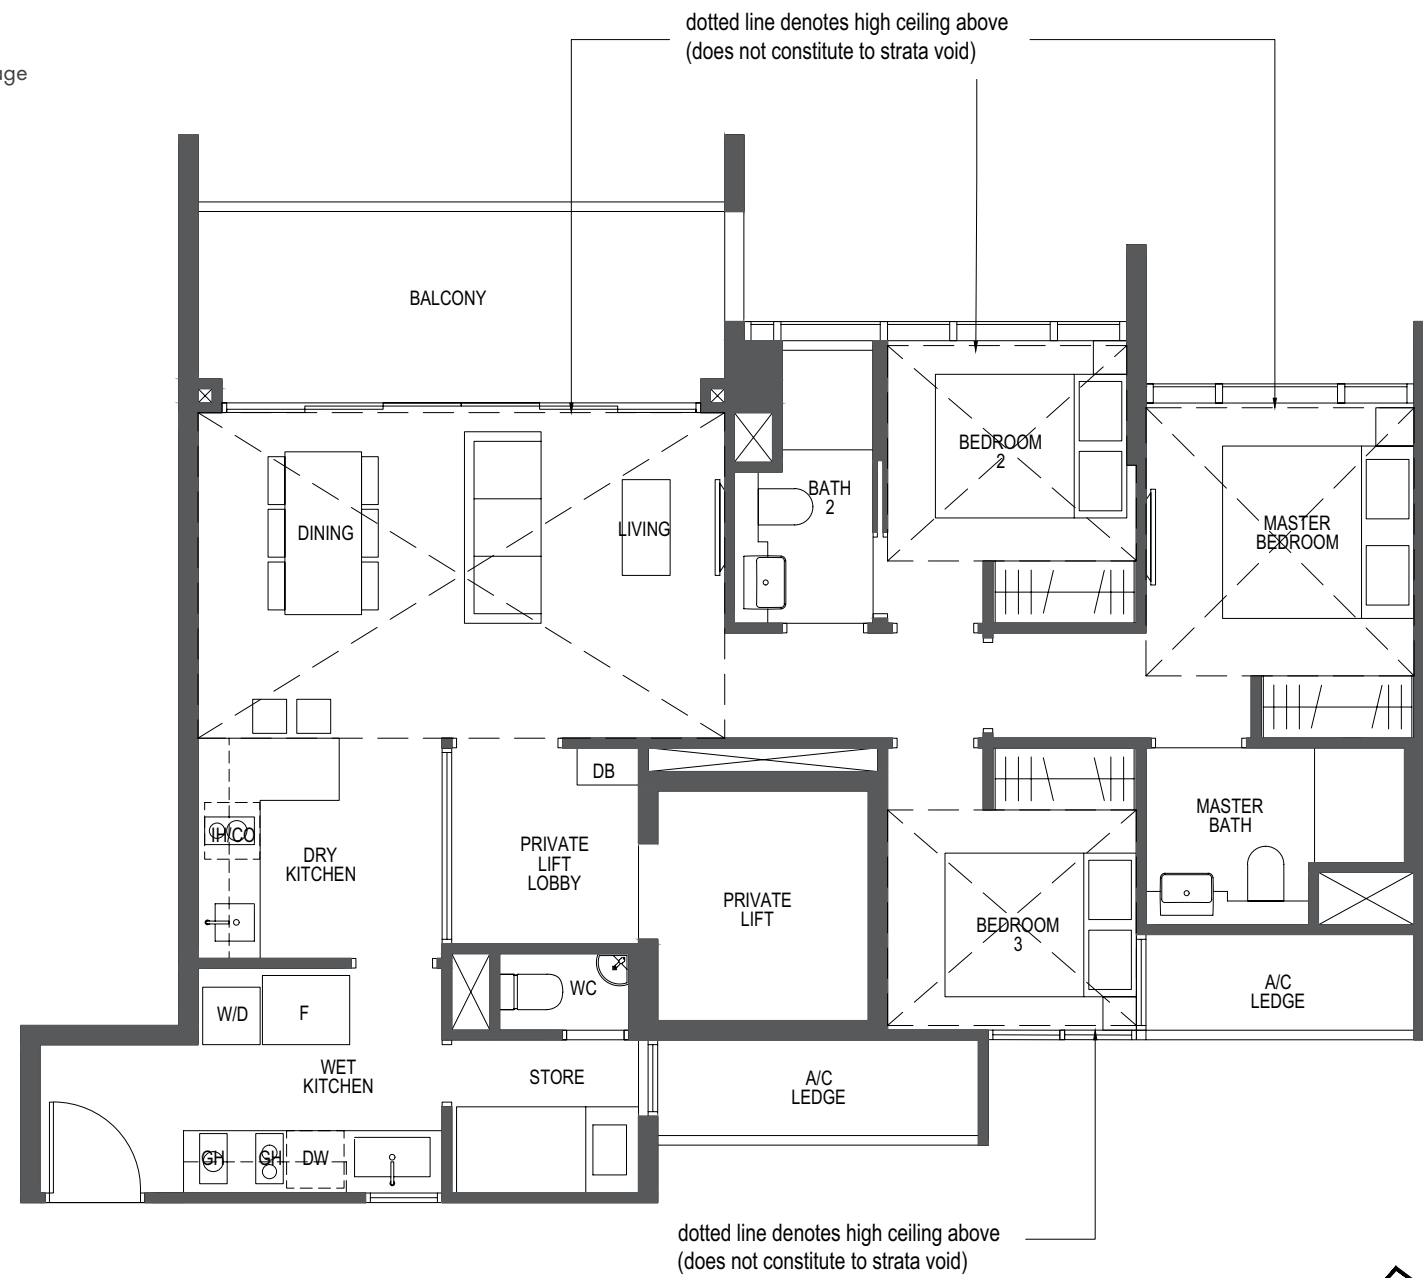 dotted line denotes high ceiling above
(does not constitute to strata void)
BALCONY
BEDROOM
2
BATH
2
DINING
LIVING
MASTER
BEDROOM
DB
IH/CO
DRY
KITCHEN
PRIVATE
LIFT
LOBBY
PRIVATE
LIFT
MASTER
BATH
BEDROOM
3
WC
A/C
LEDGE
W/D
F
WET
KITCHEN
STORE
A/C
LEDGE
GH
GH
DW
dotted line denotes high ceiling above
(does not constitute to strata void)